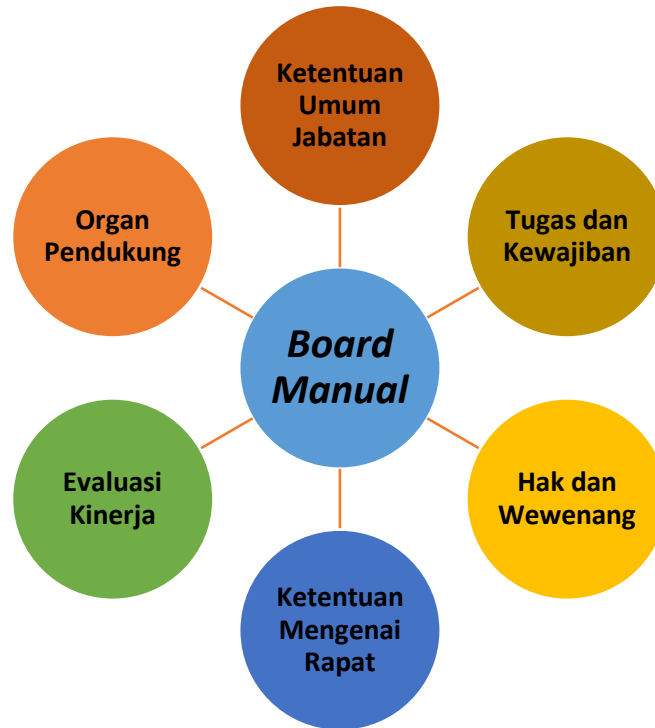 Ketentuan
Umum
Jabatan
Organ
Pendukung
Tugas dan
Kewajiban
Board
Manual
Evaluasi
Kinerja
Hak dan
Wewenang
Ketentuan
Mengenai
Rapat